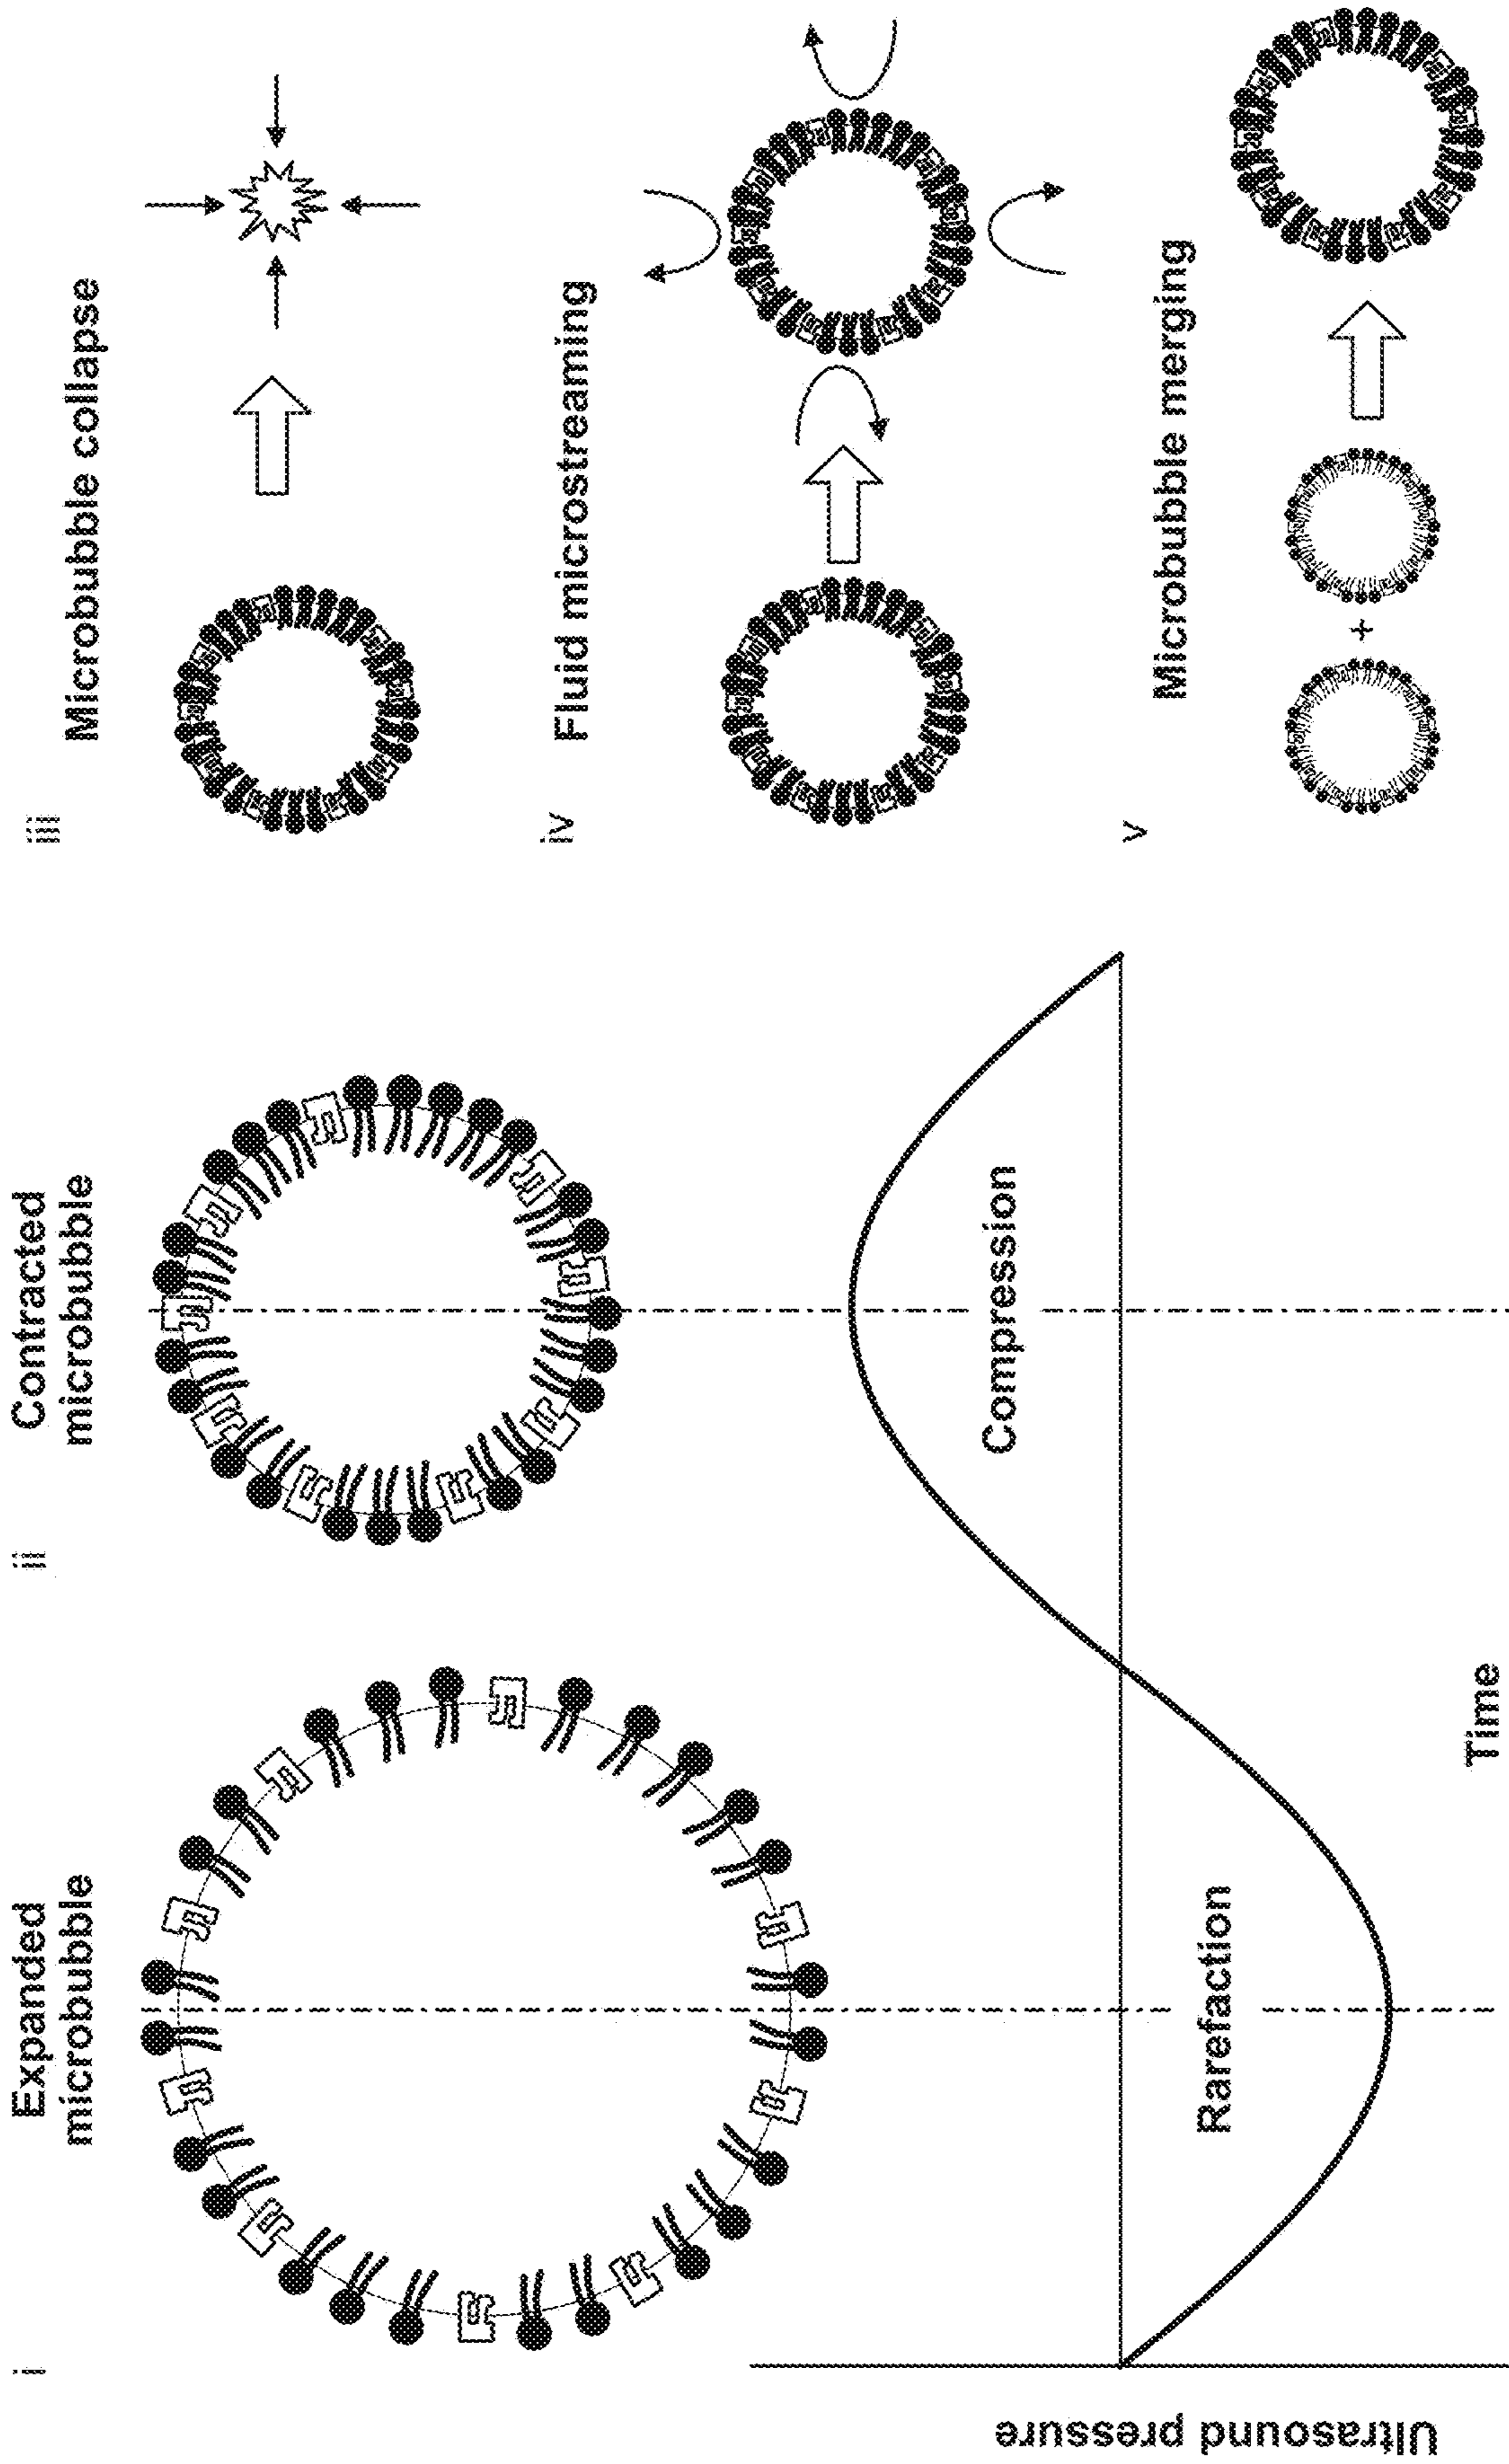 i
Expanded
microbubble
ii
Contracted
microbubble
Ultrasound pressure
Rarefaction
Compression
Time
iii
Microbubble collapse
iv
Fluid microstreaming
v
Microbubble merging
+